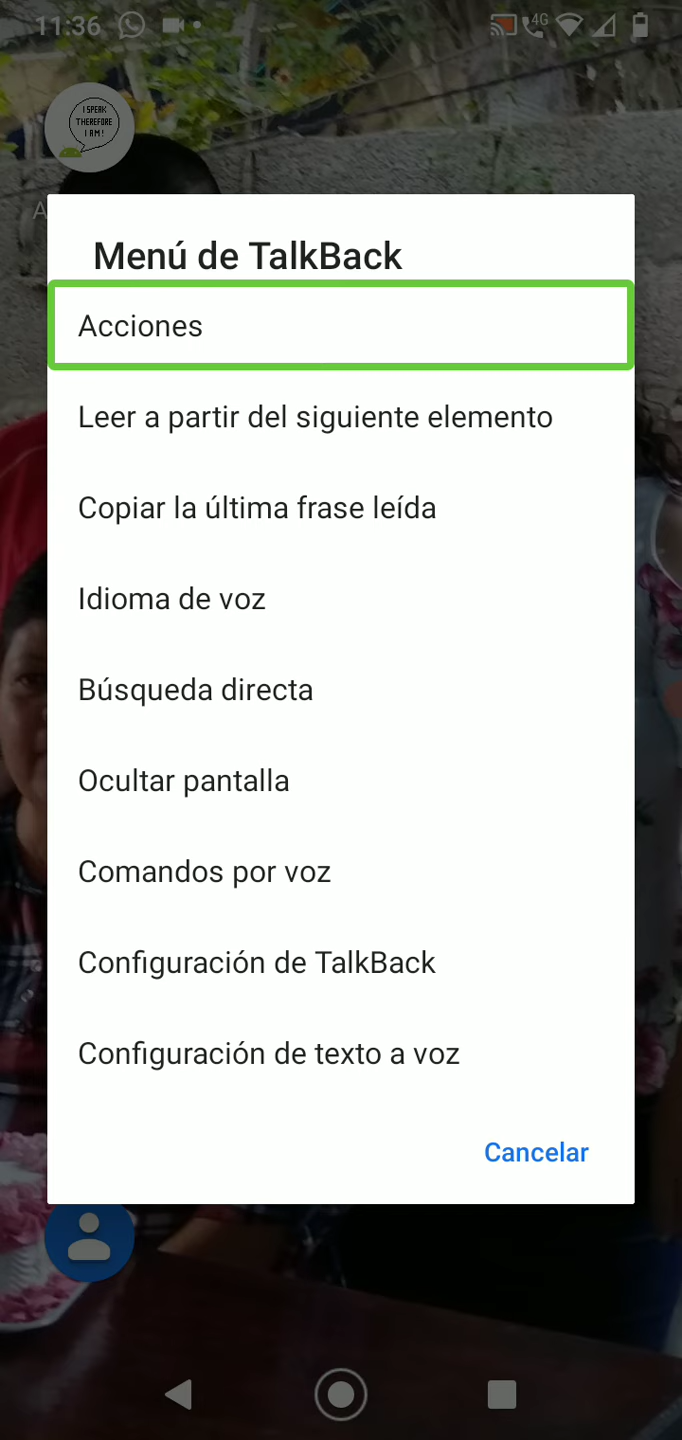 11:36
4G
I SPEAK
THEREFORE
I AM!
A
Menú de TalkBack
Acciones
Leer a partir del siguiente elemento
Copiar la última frase leída
Idioma de voz
Búsqueda directa
Ocultar pantalla
Comandos por voz
Configuración de TalkBack
Configuración de texto a voz
Cancelar